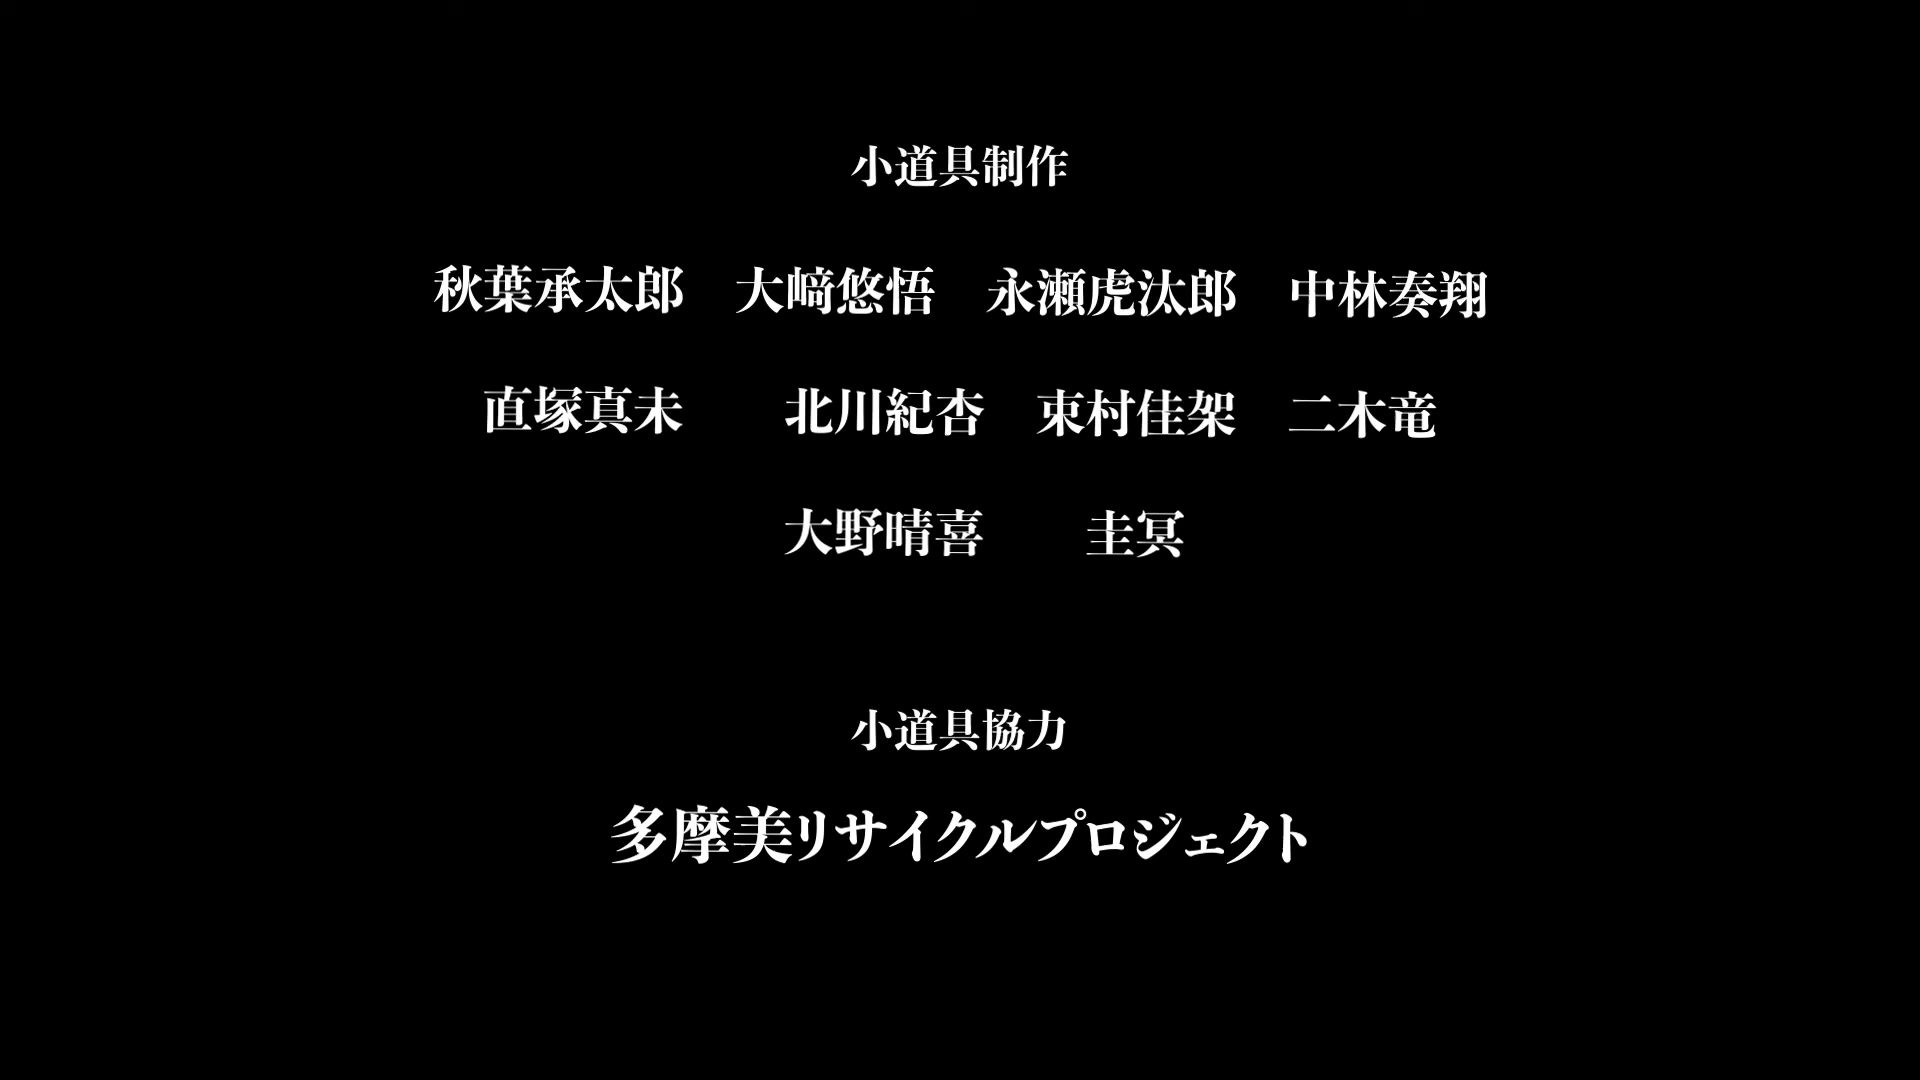 小道具制作
秋葉承太郎　大﨑悠悟　永瀬虎汰郎　中林奏翔
直塚真未　　北川紀杏　東村佳架　二木竜
大野晴喜　　圭冥
小道具協力
多摩美リサイクルプロジェクト